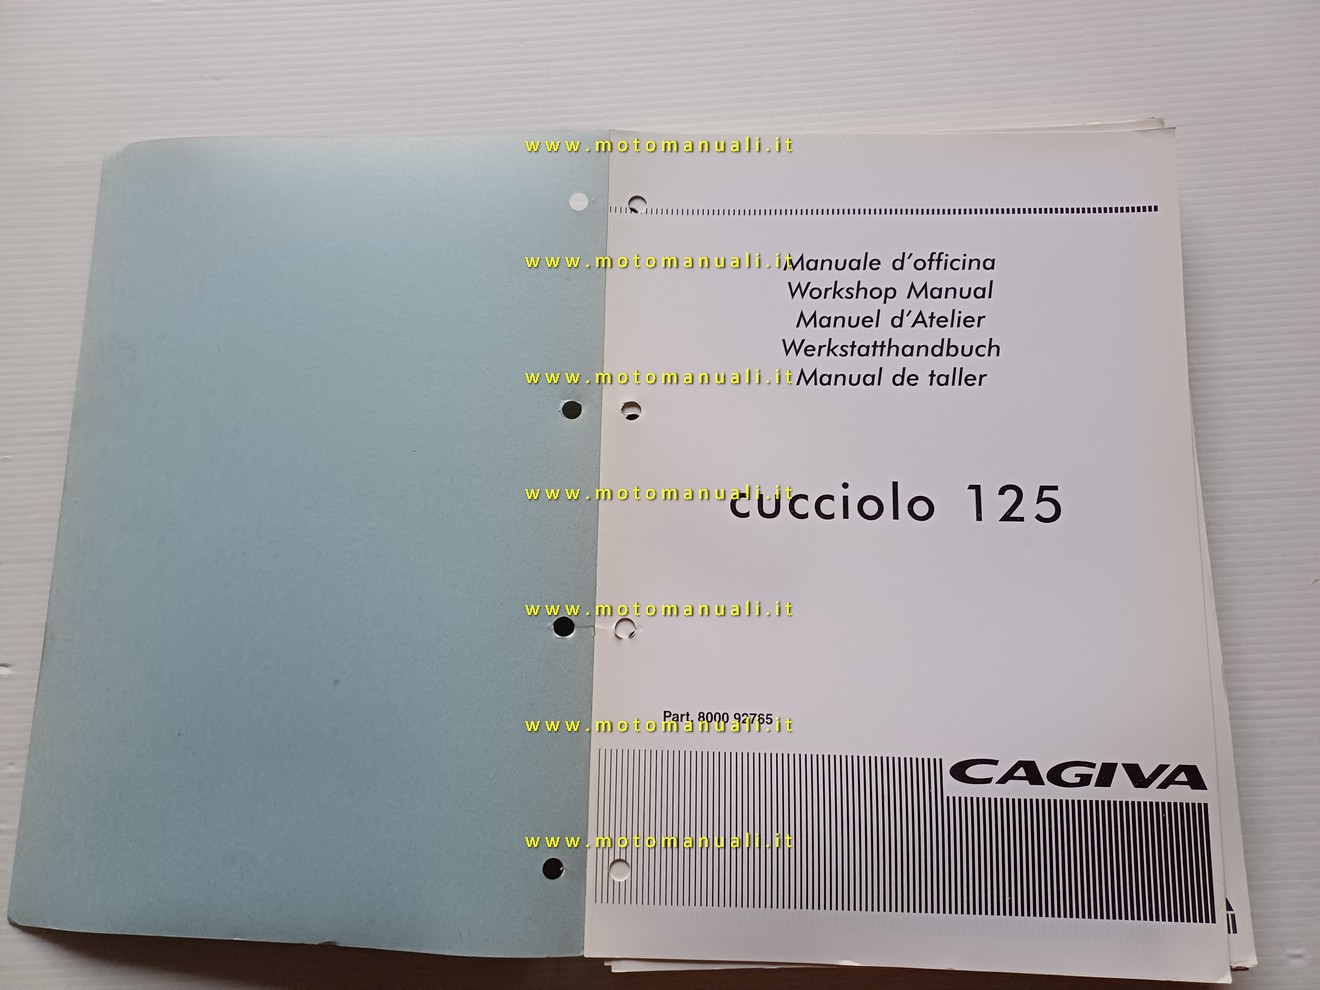 www.motomanuali.it
www.motomanuali.it
Manuale d'officina
Workshop Manual
Manuel d'Atelier
Werkstatthandbuch
www.motomanuali.it
Manual de taller
www.motomanuali.it
cucciolo 125
www.motomanuali.it
Part. 8000 92765
www.motomanuali.it
CAGIVA
www.motomanuali.it